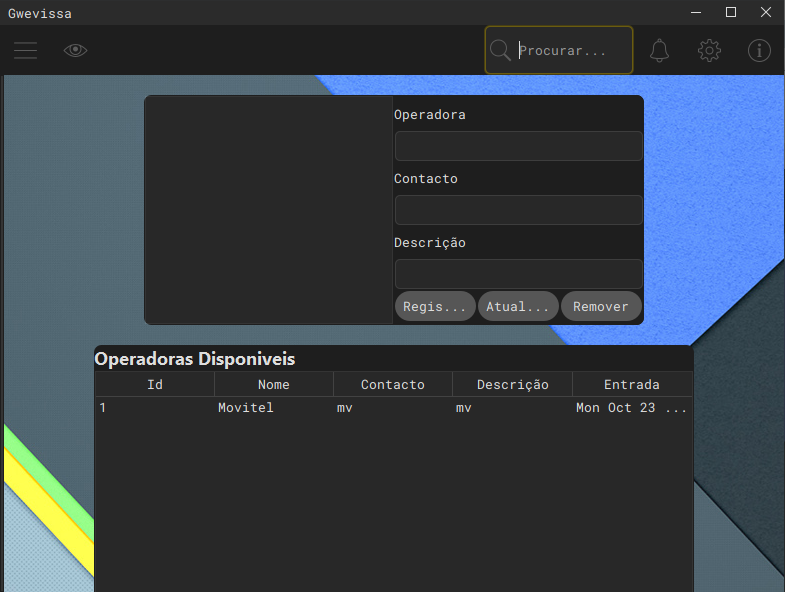 Gwevissa
Procurar...
Operadora
Contacto
Descrição
Regis... Atual... Remover
Operadoras Disponiveis
Id Nome Contacto Descrição Entrada
1 Movitel mv mv Mon Oct 23 ...